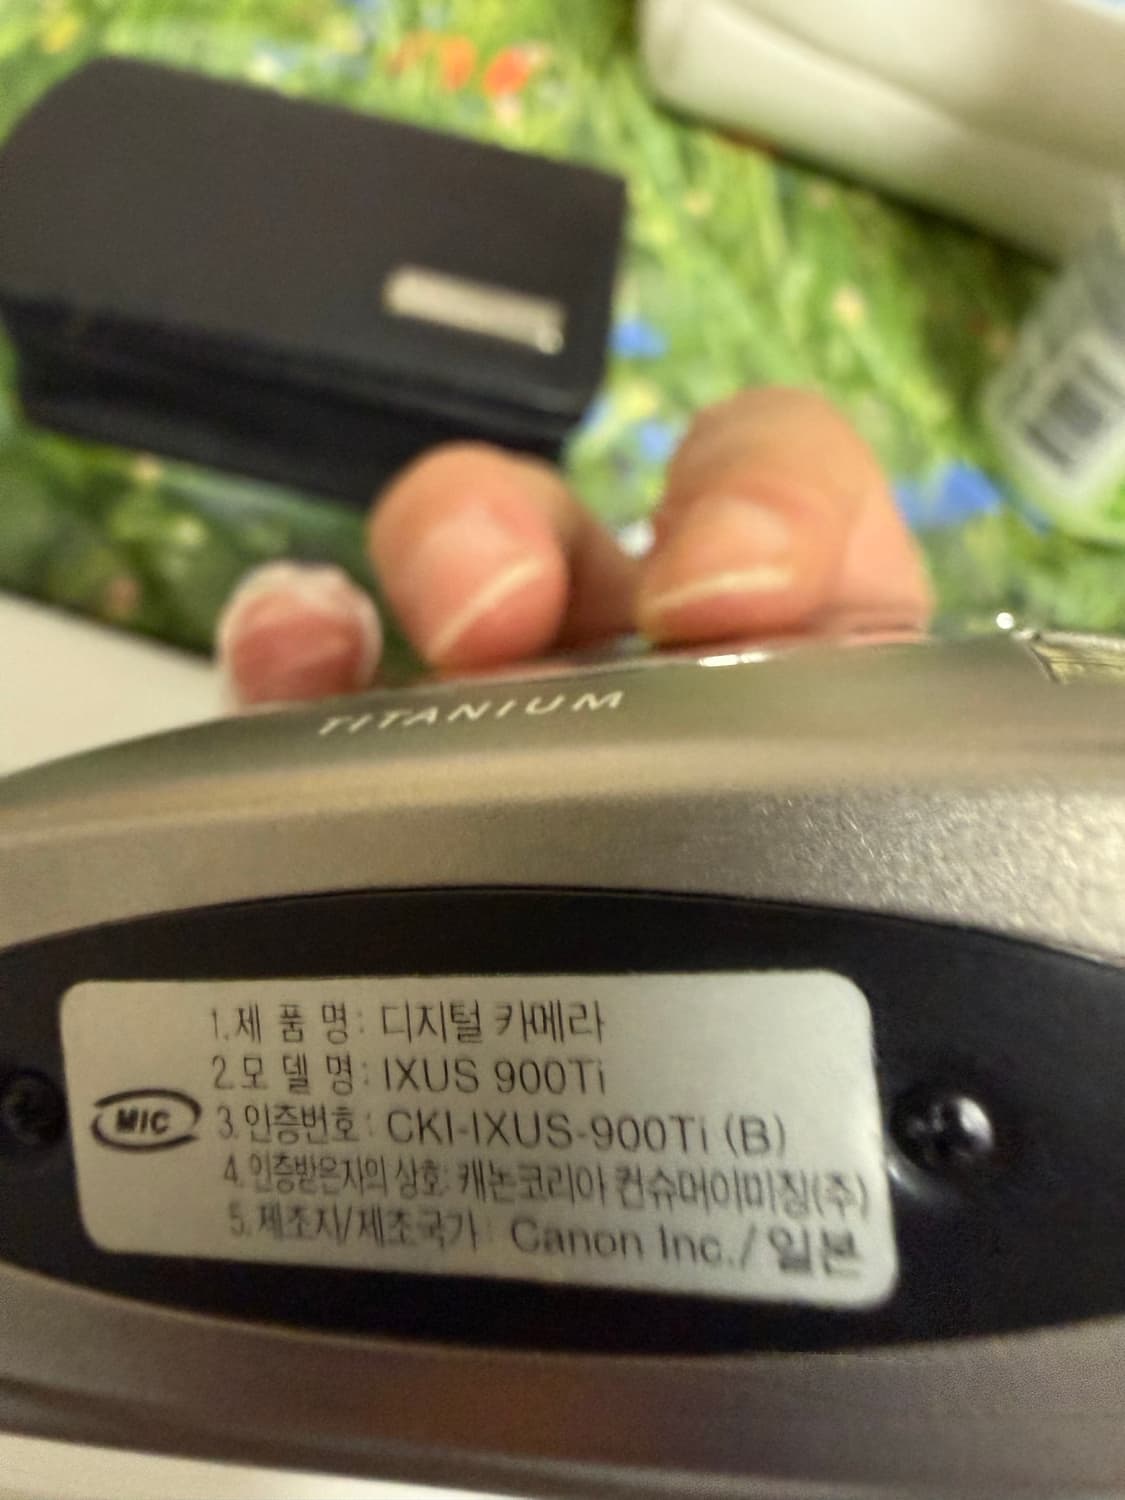 TITANIUM
1.제 품 명 : 디지털 카메라
2.모 델 명 : IXUS 900Ti
MIC
3.인증번호 : CKI-IXUS-900Ti (B)
4.인증받은자의 상호: 캐논코리아 컨슈머이미징(주)
5.제조자/제조국가 : Canon Inc./ 일본